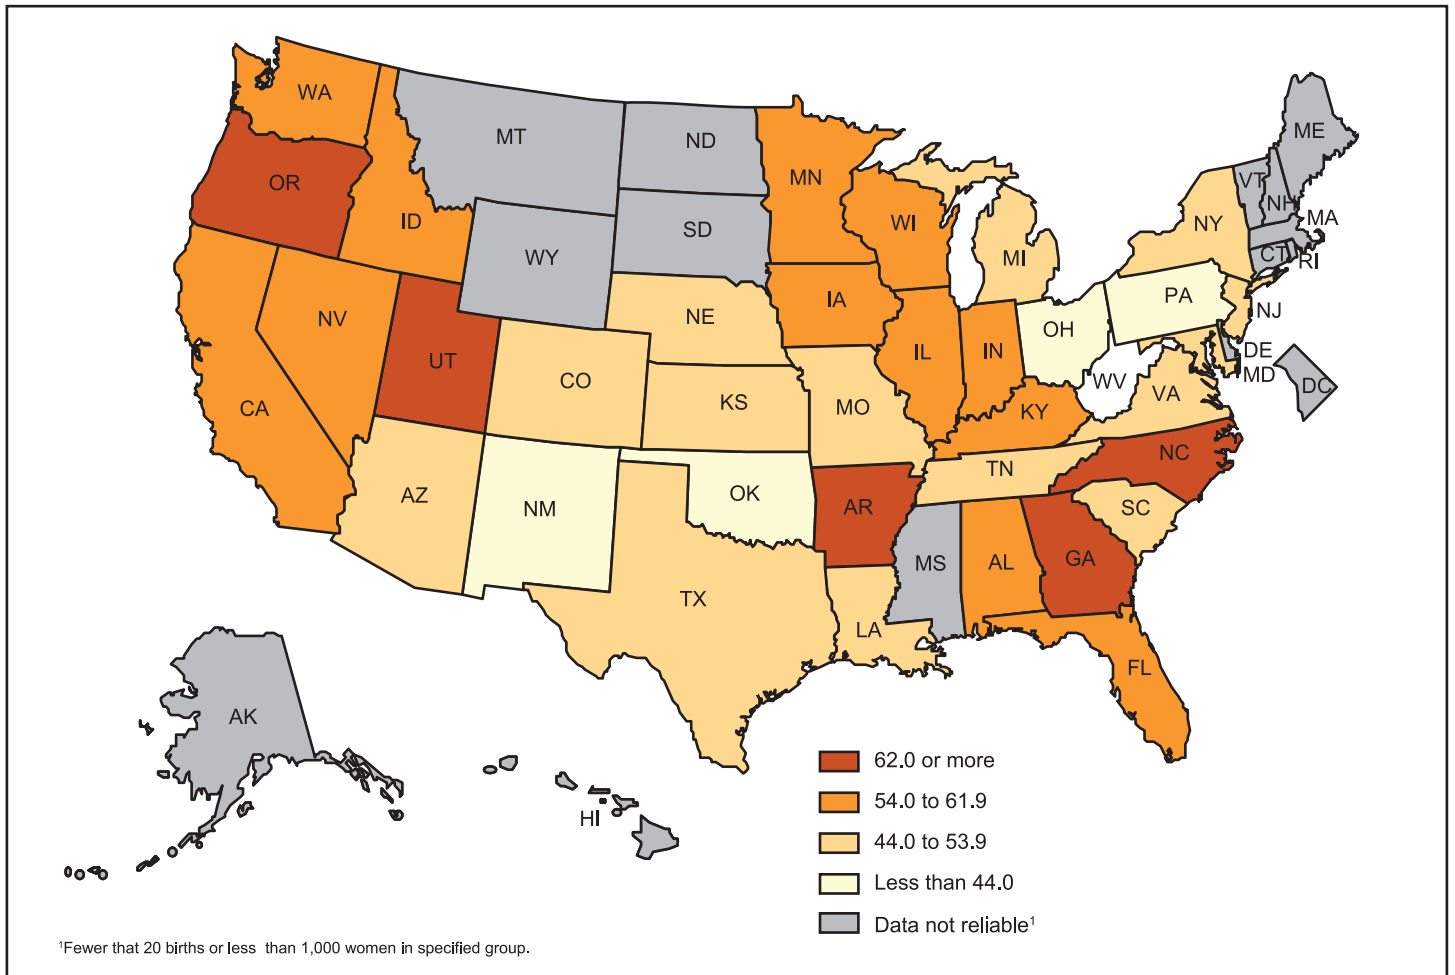 WA
MT
ND
ME
OR
MN
VT
NH
ID
SD
WI
NY
MA
WY
MI
CT
RI
NV
NE
IA
PA
NJ
OH
UT
CO
IL
IN
DE
MD
WV
DC
CA
KS
MO
KY
VA
NC
AZ
NM
OK
TN
AR
SC
MS
AL
GA
TX
LA
FL
AK
HI
62.0 or more
54.0 to 61.9
44.0 to 53.9
Less than 44.0
Data not reliable¹
¹Fewer that 20 births or less than 1,000 women in specified group.